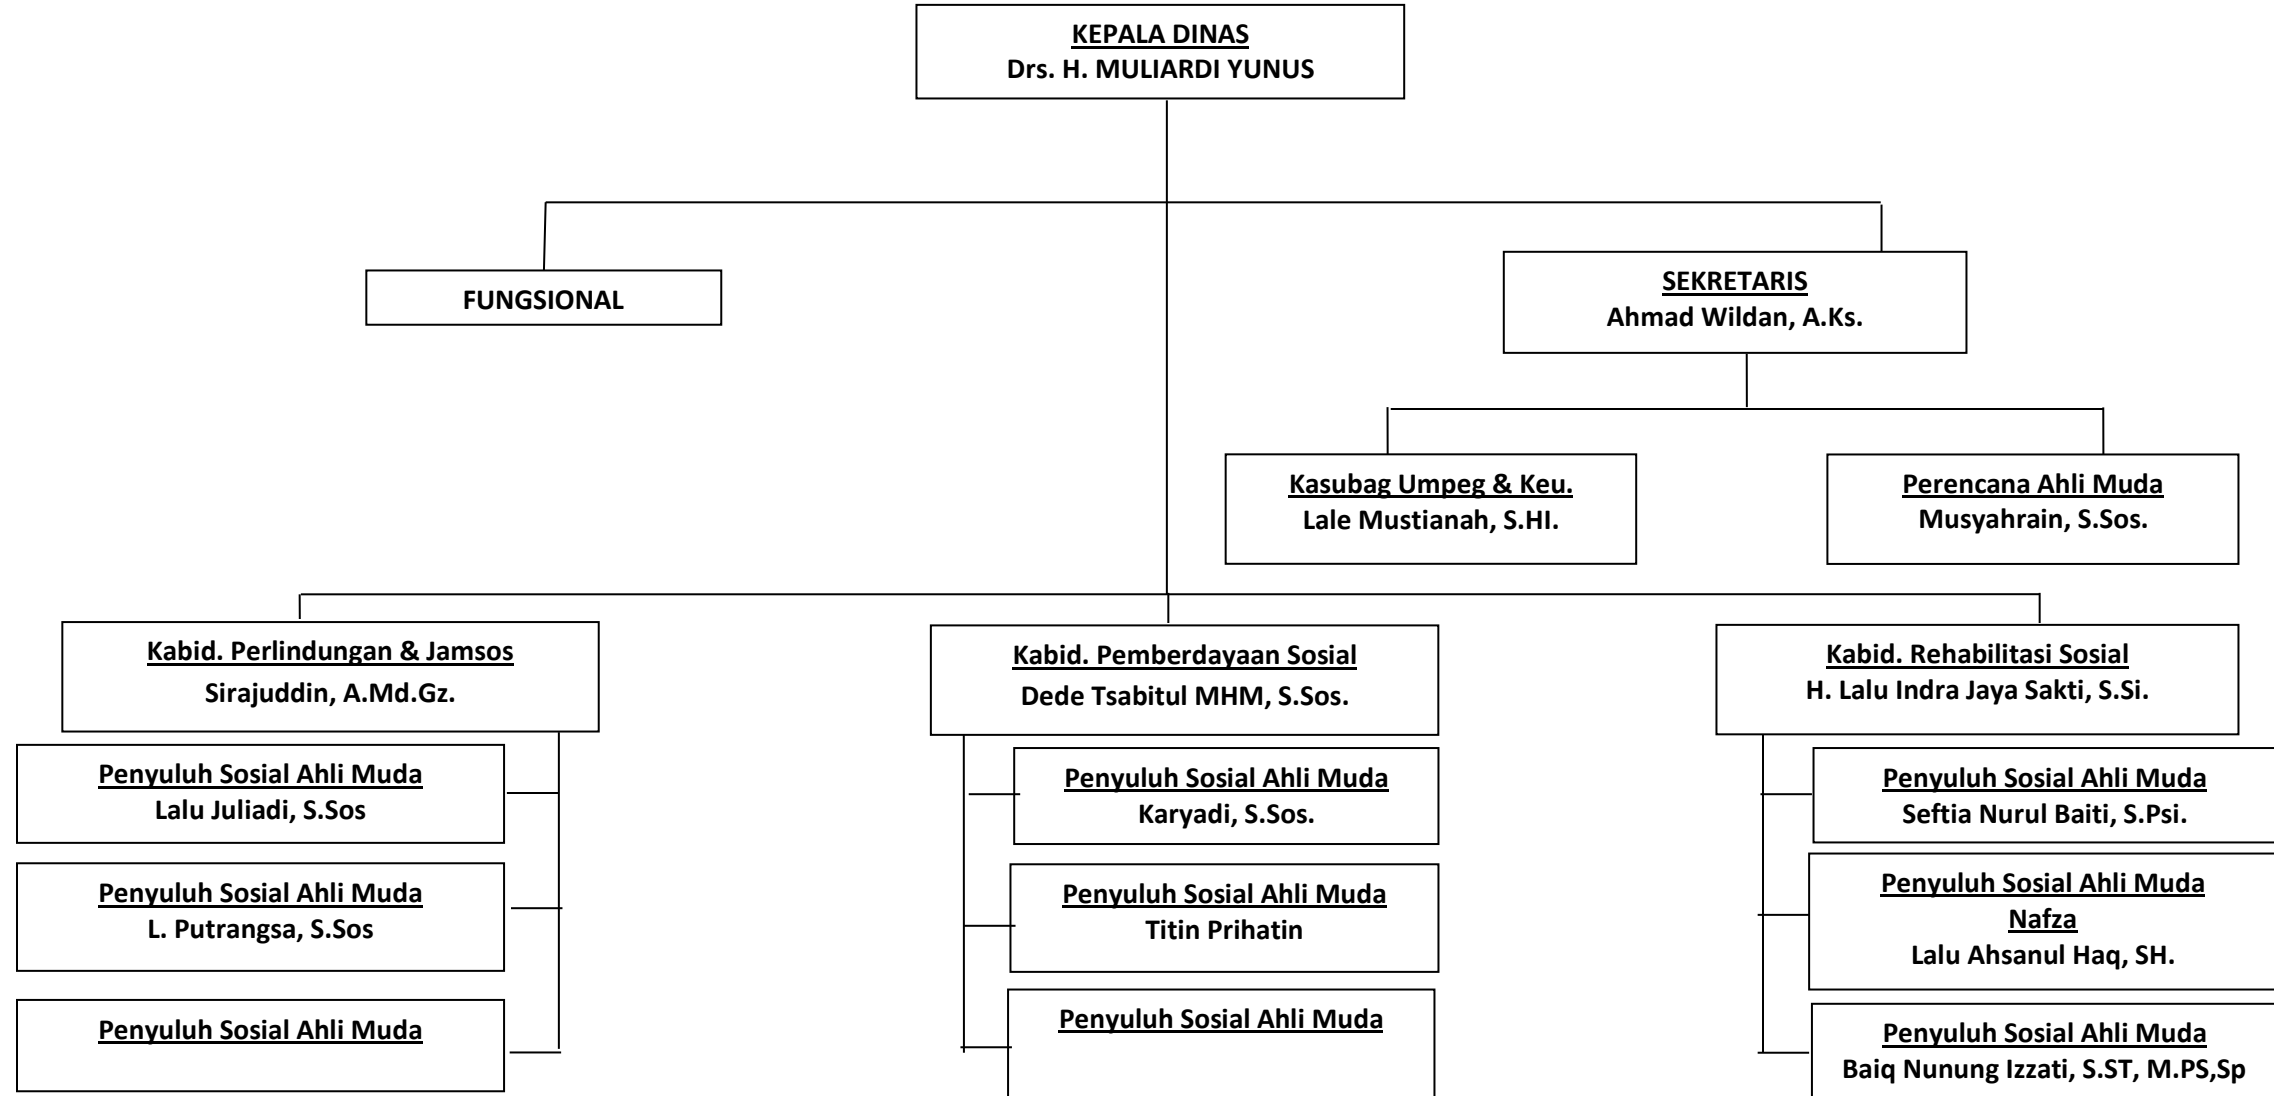 KEPALA DINAS
Drs. H. MULIARDI YUNUS
FUNGSIONAL
SEKRETARIS
Ahmad Wildan, A.Ks.
Kasubag Umpeg & Keu.
Lale Mustianah, S.HI.
Perencana Ahli Muda
Musyahrain, S.Sos.
Kabid. Perlindungan & Jamsos
Sirajuddin, A.Md.Gz.
Kabid. Pemberdayaan Sosial
Dede Tsabitul MHM, S.Sos.
Kabid. Rehabilitasi Sosial
H. Lalu Indra Jaya Sakti, S.Si.
Penyuluh Sosial Ahli Muda
Lalu Juliadi, S.Sos
Penyuluh Sosial Ahli Muda
L. Putrangsa, S.Sos
Penyuluh Sosial Ahli Muda
Penyuluh Sosial Ahli Muda
Karyadi, S.Sos.
Penyuluh Sosial Ahli Muda
Titin Prihatin
Penyuluh Sosial Ahli Muda
Penyuluh Sosial Ahli Muda
Seftia Nurul Baiti, S.Psi.
Penyuluh Sosial Ahli Muda
Nafza
Lalu Ahsanul Haq, SH.
Penyuluh Sosial Ahli Muda
Baiq Nunung Izzati, S.ST, M.PS,Sp